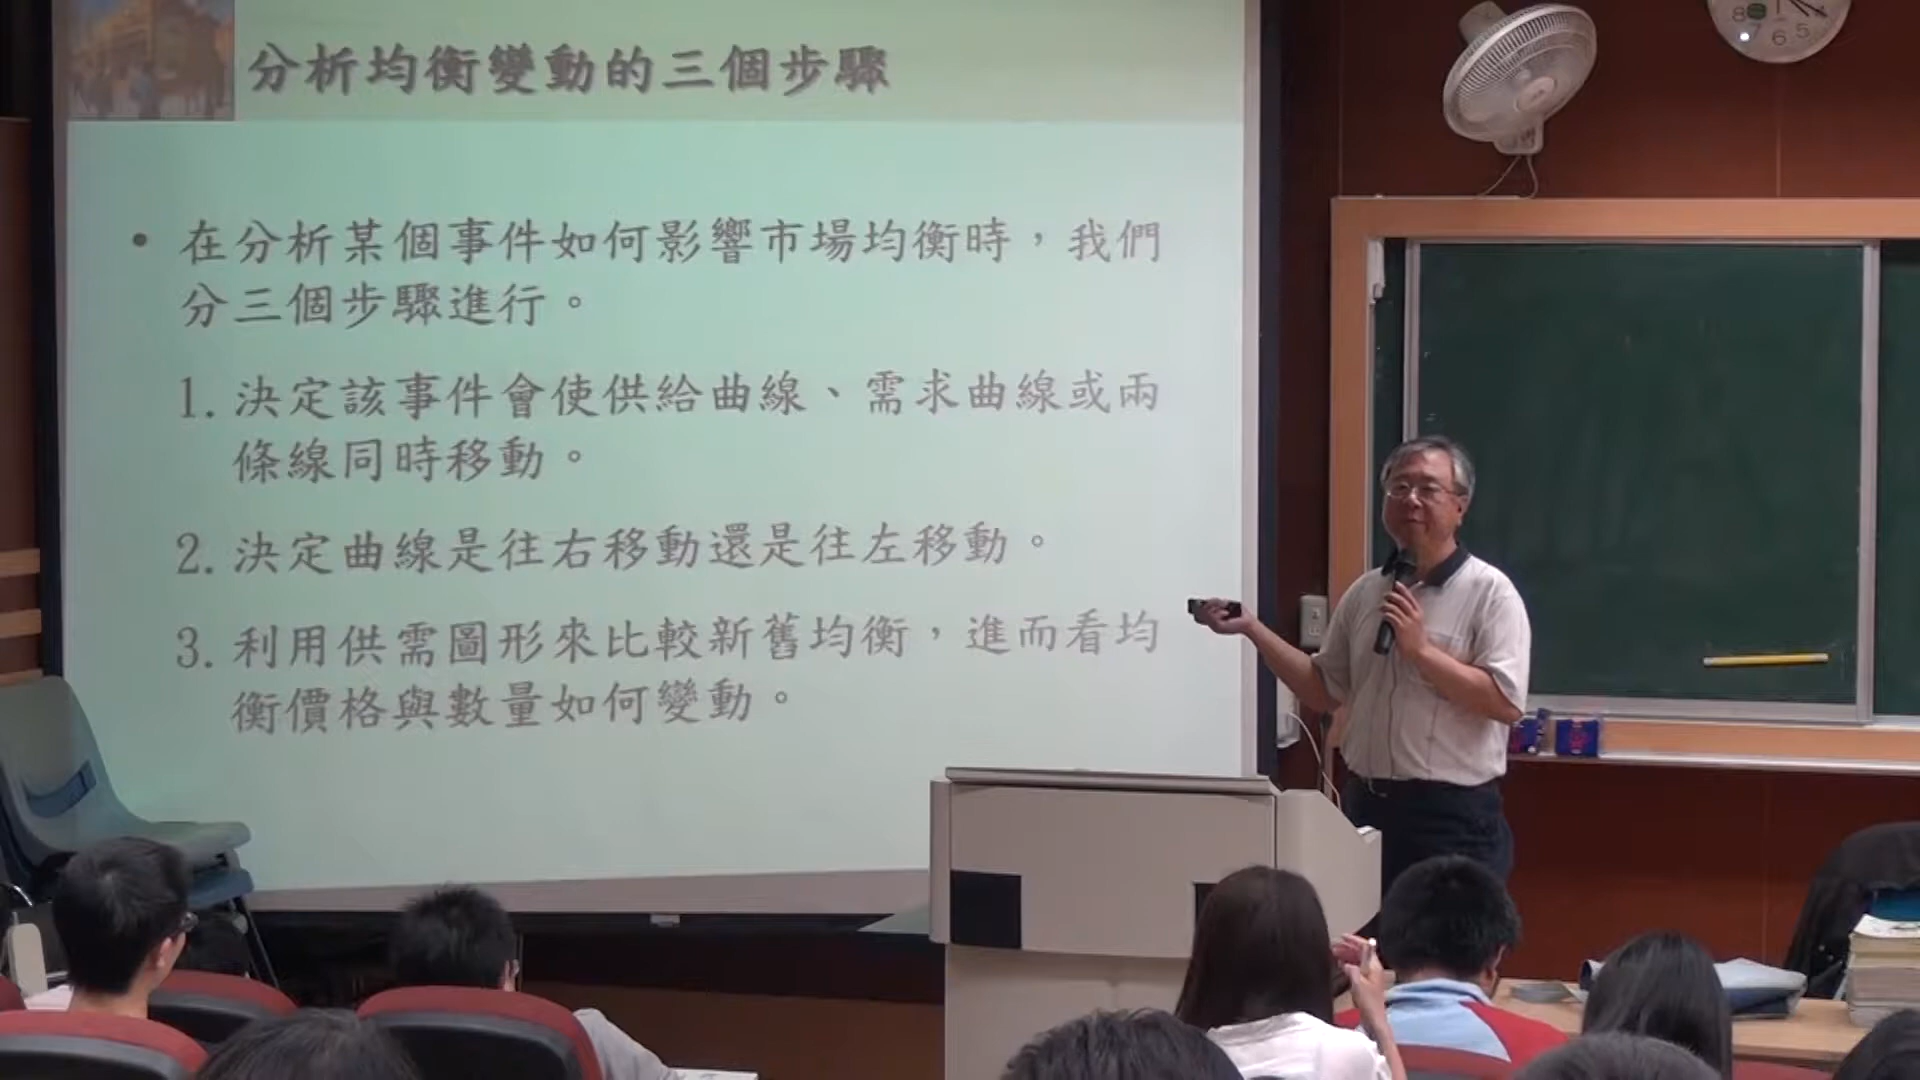 分析均衡變動的三個步驟
• 在分析某個事件如何影響市場均衡時，我們
分三個步驟進行。
1. 決定該事件會使供給曲線、需求曲線或兩
條線同時移動。
2. 決定曲線是往右移動還是往左移動。
3. 利用供需圖形來比較新舊均衡，進而看均
衡價格與數量如何變動。
8 7 6 5 4